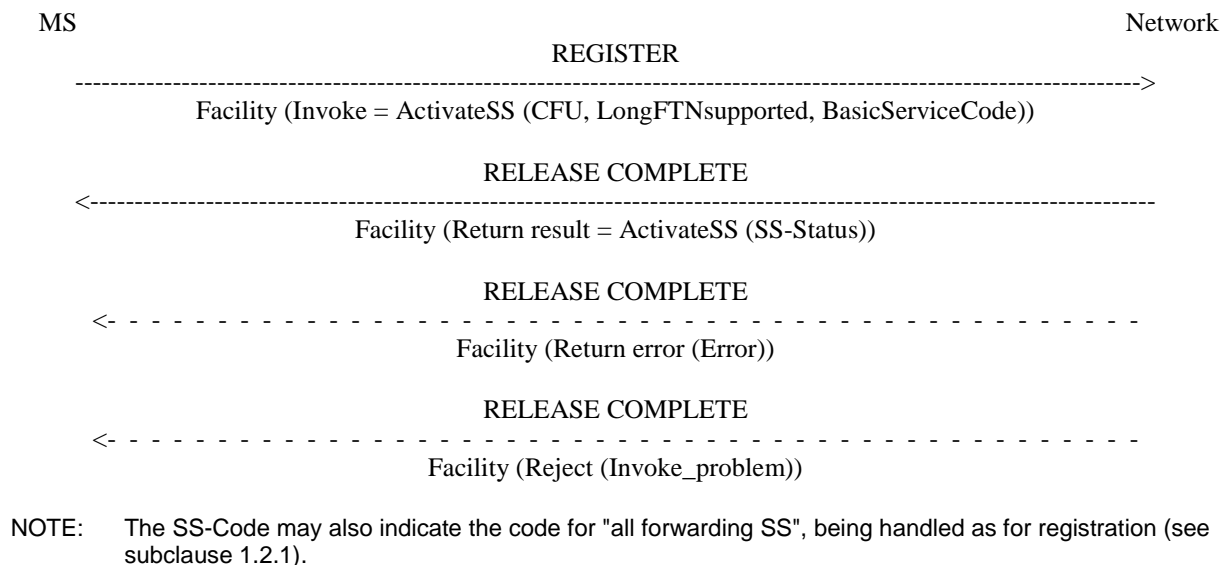 MS Network
REGISTER
------------------------------------------------------------------------------------------------------------------------>
Facility (Invoke = ActivateSS (CFU, LongFTNsupported, BasicServiceCode))
RELEASE COMPLETE
<------------------------------------------------------------------------------------------------------------------------
Facility (Return result = ActivateSS (SS-Status))
RELEASE COMPLETE
<- - - - - - - - - - - - - - - - - - - - - - - - - - - - - - - - - - - - - - - - - - - - - - - -
Facility (Return error (Error))
RELEASE COMPLETE
<- - - - - - - - - - - - - - - - - - - - - - - - - - - - - - - - - - - - - - - - - - - - - - - -
Facility (Reject (Invoke_problem))
NOTE: The SS-Code may also indicate the code for "all forwarding SS", being handled as for registration (see
subclause 1.2.1).